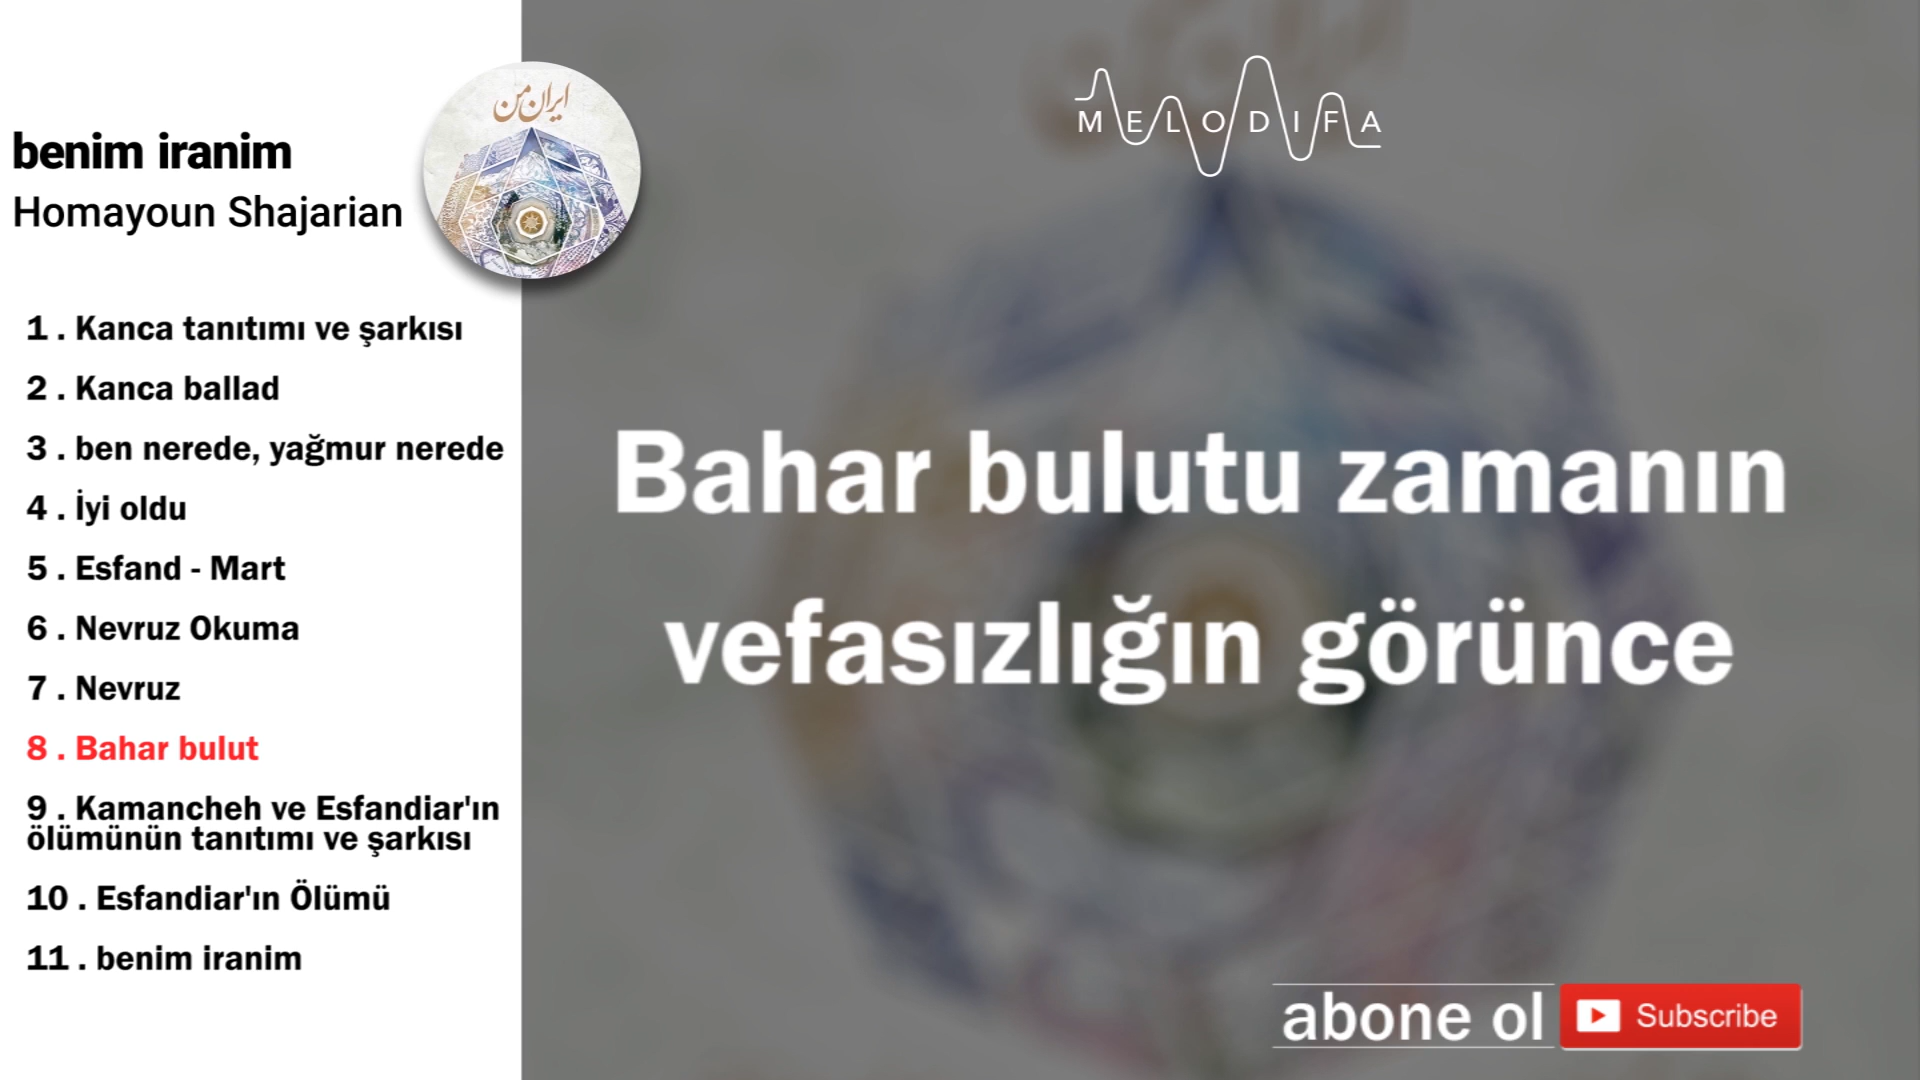 benim iranim
Homayoun Shajarian
ایران من
1 . Kanca tanıtımı ve şarkısı
2 . Kanca ballad
3 . ben nerede, yağmur nerede
4 . İyi oldu
5 . Esfand - Mart
6 . Nevruz Okuma
7 . Nevruz
8 . Bahar bulut
9 . Kamancheh ve Esfandiar'ın
ölümünün tanıtımı ve şarkısı
10 . Esfandiar'ın Ölümü
11 . benim iranim
MELODIFA
Bahar bulutu zamanın
vefasızlığın görünce
abone ol Subscribe